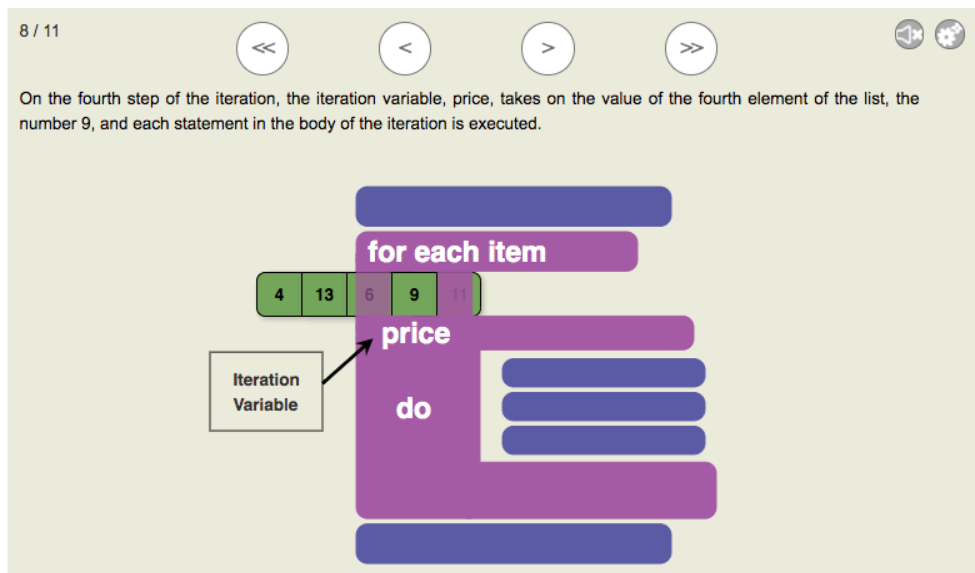 8 / 11
<< < > >>
On the fourth step of the iteration, the iteration variable, price, takes on the value of the fourth element of the list, the
number 9, and each statement in the body of the iteration is executed.
for each item
4 13 6 9 11
price
Iteration
Variable
do